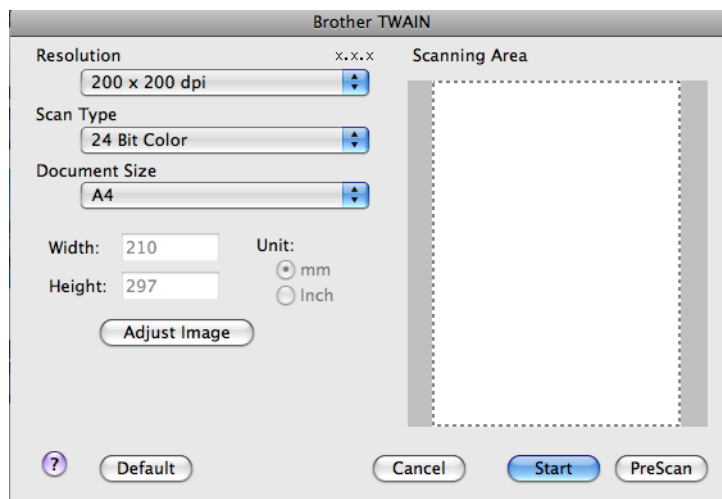 Brother TWAIN
Resolution
x.x.x
200 x 200 dpi
Scan Type
24 Bit Color
Document Size
A4
Width: 210
Height: 297
Unit:
mm
Inch
Adjust Image
Scanning Area
? Default Cancel Start PreScan